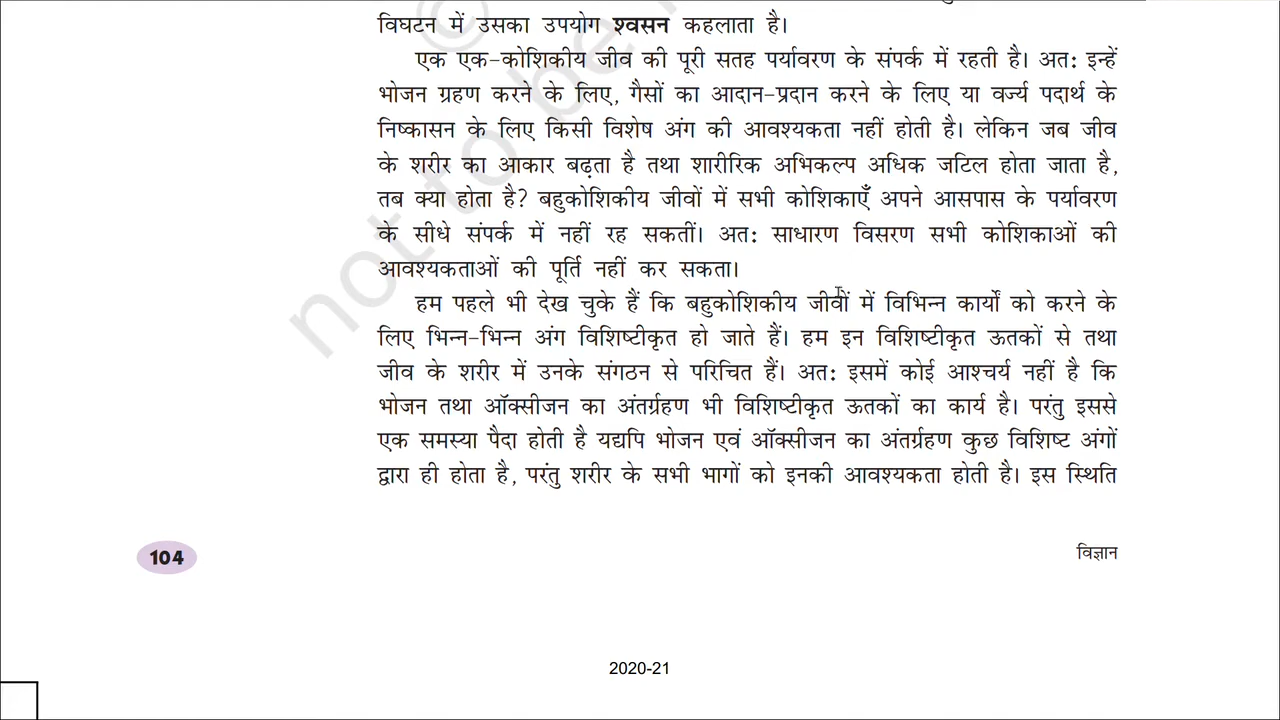 विघटन में उसका उपयोग श्वसन कहलाता है।
एक एक-कोशिकीय जीव की पूरी सतह पर्यावरण के संपर्क में रहती है। अतः इन्हें
भोजन ग्रहण करने के लिए, गैसों का आदान-प्रदान करने के लिए या वर्ज्य पदार्थ के
निष्कासन के लिए किसी विशेष अंग की आवश्यकता नहीं होती है। लेकिन जब जीव
के शरीर का आकार बढ़ता है तथा शारीरिक अभिकल्प अधिक जटिल होता जाता है,
तब क्या होता है? बहुकोशिकीय जीवों में सभी कोशिकाएँ अपने आसपास के पर्यावरण
के सीधे संपर्क में नहीं रह सकतीं। अतः साधारण विसरण सभी कोशिकाओं की
आवश्यकताओं की पूर्ति नहीं कर सकता।
हम पहले भी देख चुके हैं कि बहुकोशिकीय जीवों में विभिन्न कार्यों को करने के
लिए भिन्न-भिन्न अंग विशिष्टीकृत हो जाते हैं। हम इन विशिष्टीकृत ऊतकों से तथा
जीव के शरीर में उनके संगठन से परिचित हैं। अतः इसमें कोई आश्चर्य नहीं है कि
भोजन तथा ऑक्सीजन का अंतर्ग्रहण भी विशिष्टीकृत ऊतकों का कार्य है। परंतु इससे
एक समस्या पैदा होती है यद्यपि भोजन एवं ऑक्सीजन का अंतर्ग्रहण कुछ विशिष्ट अंगों
द्वारा ही होता है, परंतु शरीर के सभी भागों को इनकी आवश्यकता होती है। इस स्थिति
104
विज्ञान
2020-21
©
not to be